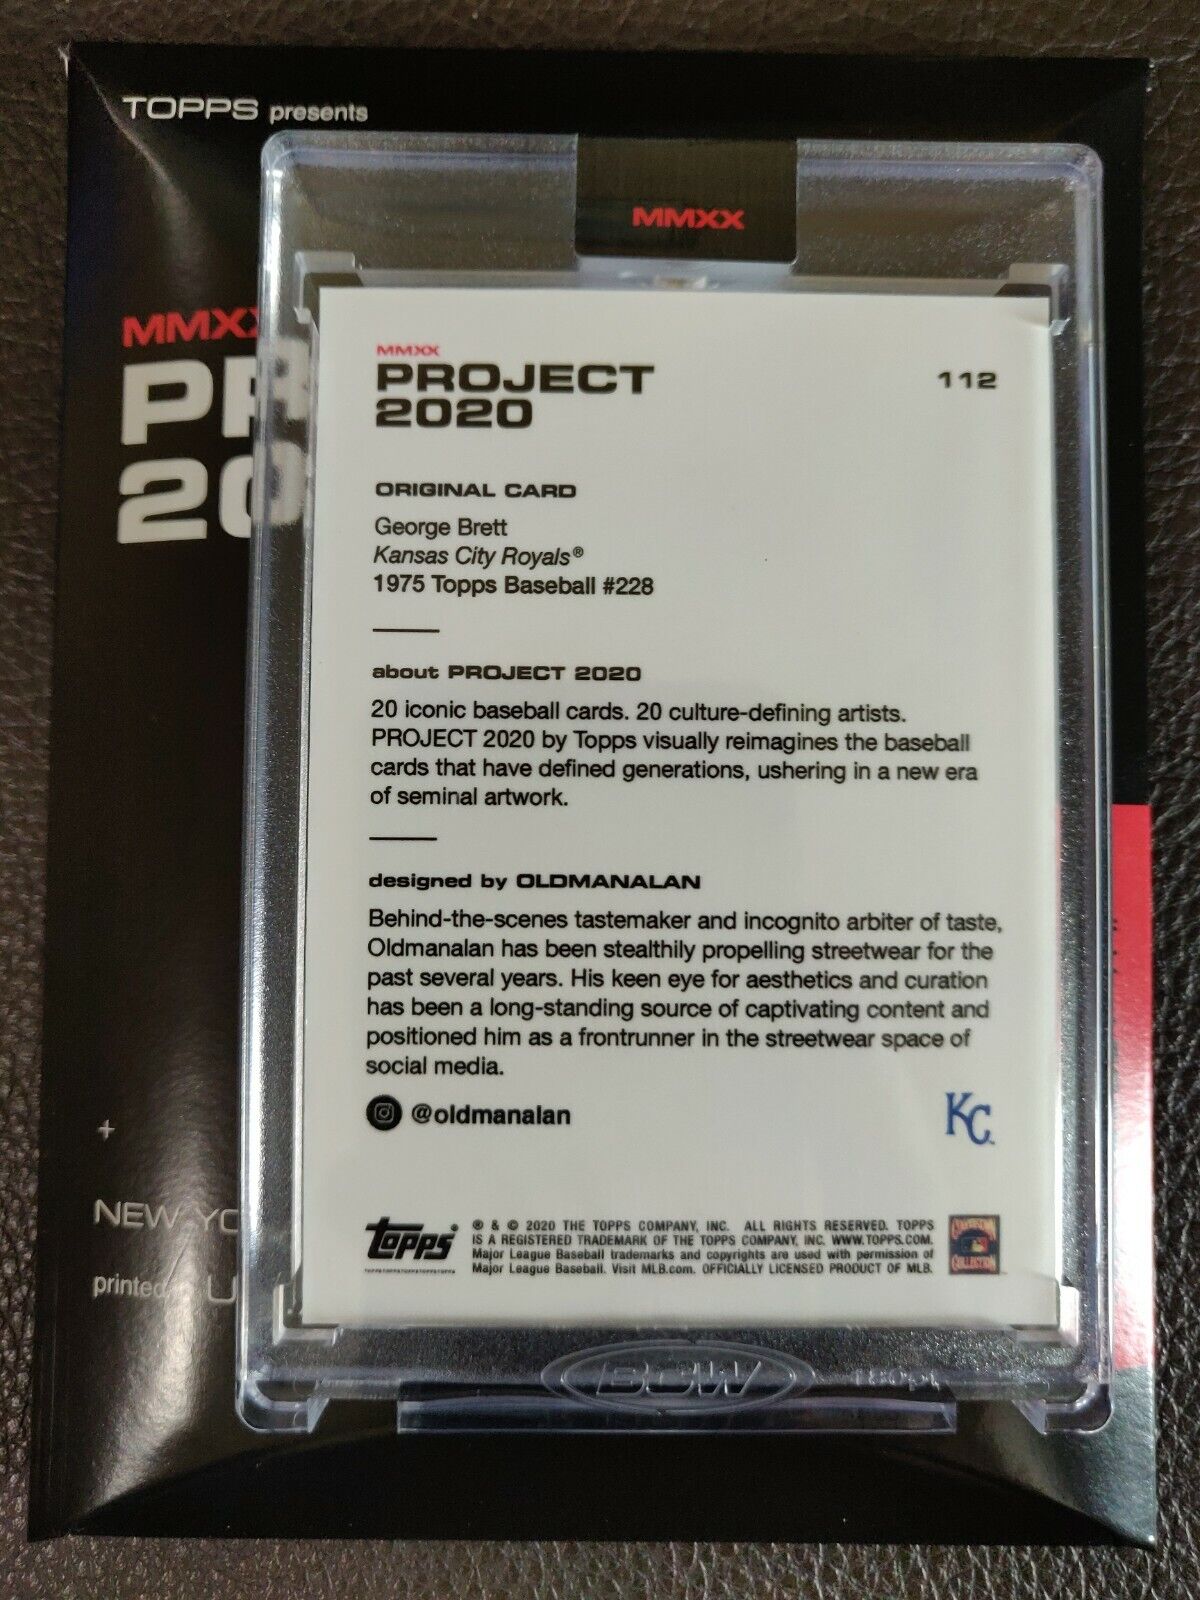 TOPPS presents
MMXX
MMXX
PR
20
MMXX
PROJECT
2020
112
ORIGINAL CARD
George Brett
Kansas City Royals®
1975 Topps Baseball #228
about PROJECT 2020
20 iconic baseball cards. 20 culture-defining artists.
PROJECT 2020 by Topps visually reimagines the baseball
cards that have defined generations, ushering in a new era
of seminal artwork.
designed by OLDMANALAN
Behind-the-scenes tastemaker and incognito arbiter of taste,
Oldmanalan has been stealthily propelling streetwear for the
past several years. His keen eye for aesthetics and curation
has been a long-standing source of captivating content and
positioned him as a frontrunner in the streetwear space of
social media.
@oldmanalan
KC
+
NEW YO
printed U
topps®
® & © 2020 THE TOPPS COMPANY, INC. ALL RIGHTS RESERVED. TOPPS
IS A REGISTERED TRADEMARK OF THE TOPPS COMPANY, INC. WWW.TOPPS.COM.
Major League Baseball trademarks and copyrights are used with permission of
Major League Baseball. Visit MLB.com. OFFICIALLY LICENSED PRODUCT OF MLB.
COOPERSTOWN
COLLECTION
BCW
180pt